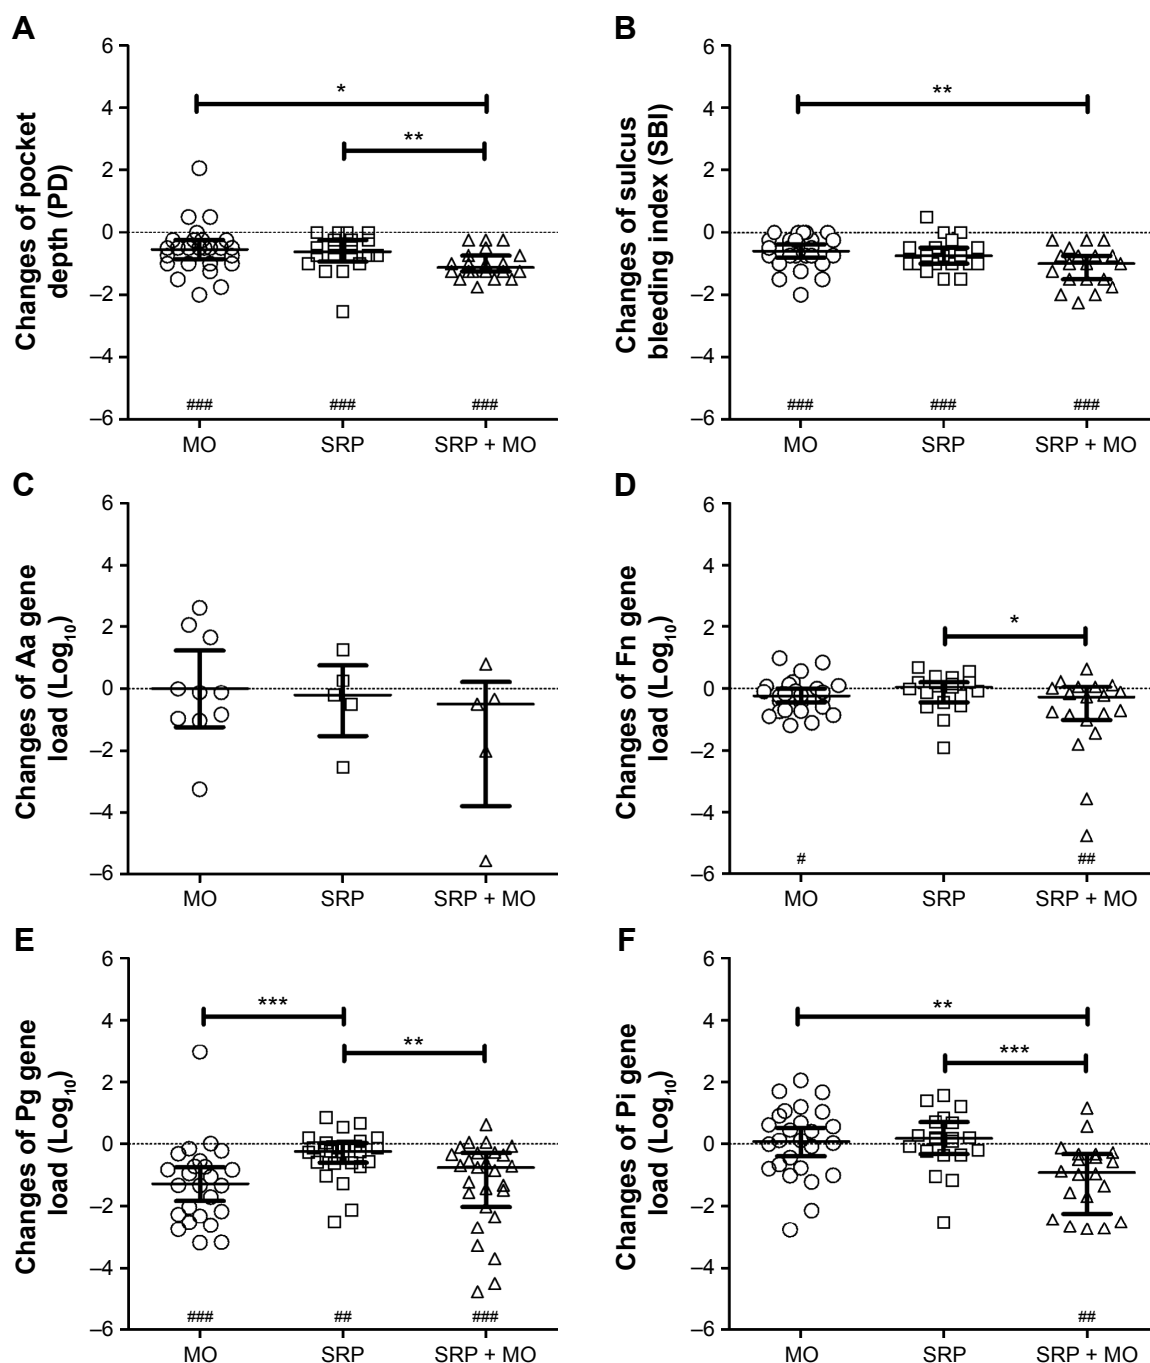 A
Changes of pocket
depth (PD)
6
4
2
0
–2
–4
–6
*
**
###
###
###
MO
SRP
SRP + MO
B
Changes of sulcus
bleeding index (SBI)
6
4
2
0
–2
–4
–6
**
###
###
###
MO
SRP
SRP + MO
C
Changes of Aa gene
load (Log10)
6
4
2
0
–2
–4
–6
MO
SRP
SRP + MO
D
Changes of Fn gene
load (Log10)
6
4
2
0
–2
–4
–6
*
#
##
MO
SRP
SRP + MO
E
Changes of Pg gene
load (Log10)
6
4
2
0
–2
–4
–6
***
**
###
##
###
MO
SRP
SRP + MO
F
Changes of Pi gene
load (Log10)
6
4
2
0
–2
–4
–6
**
***
##
MO
SRP
SRP + MO